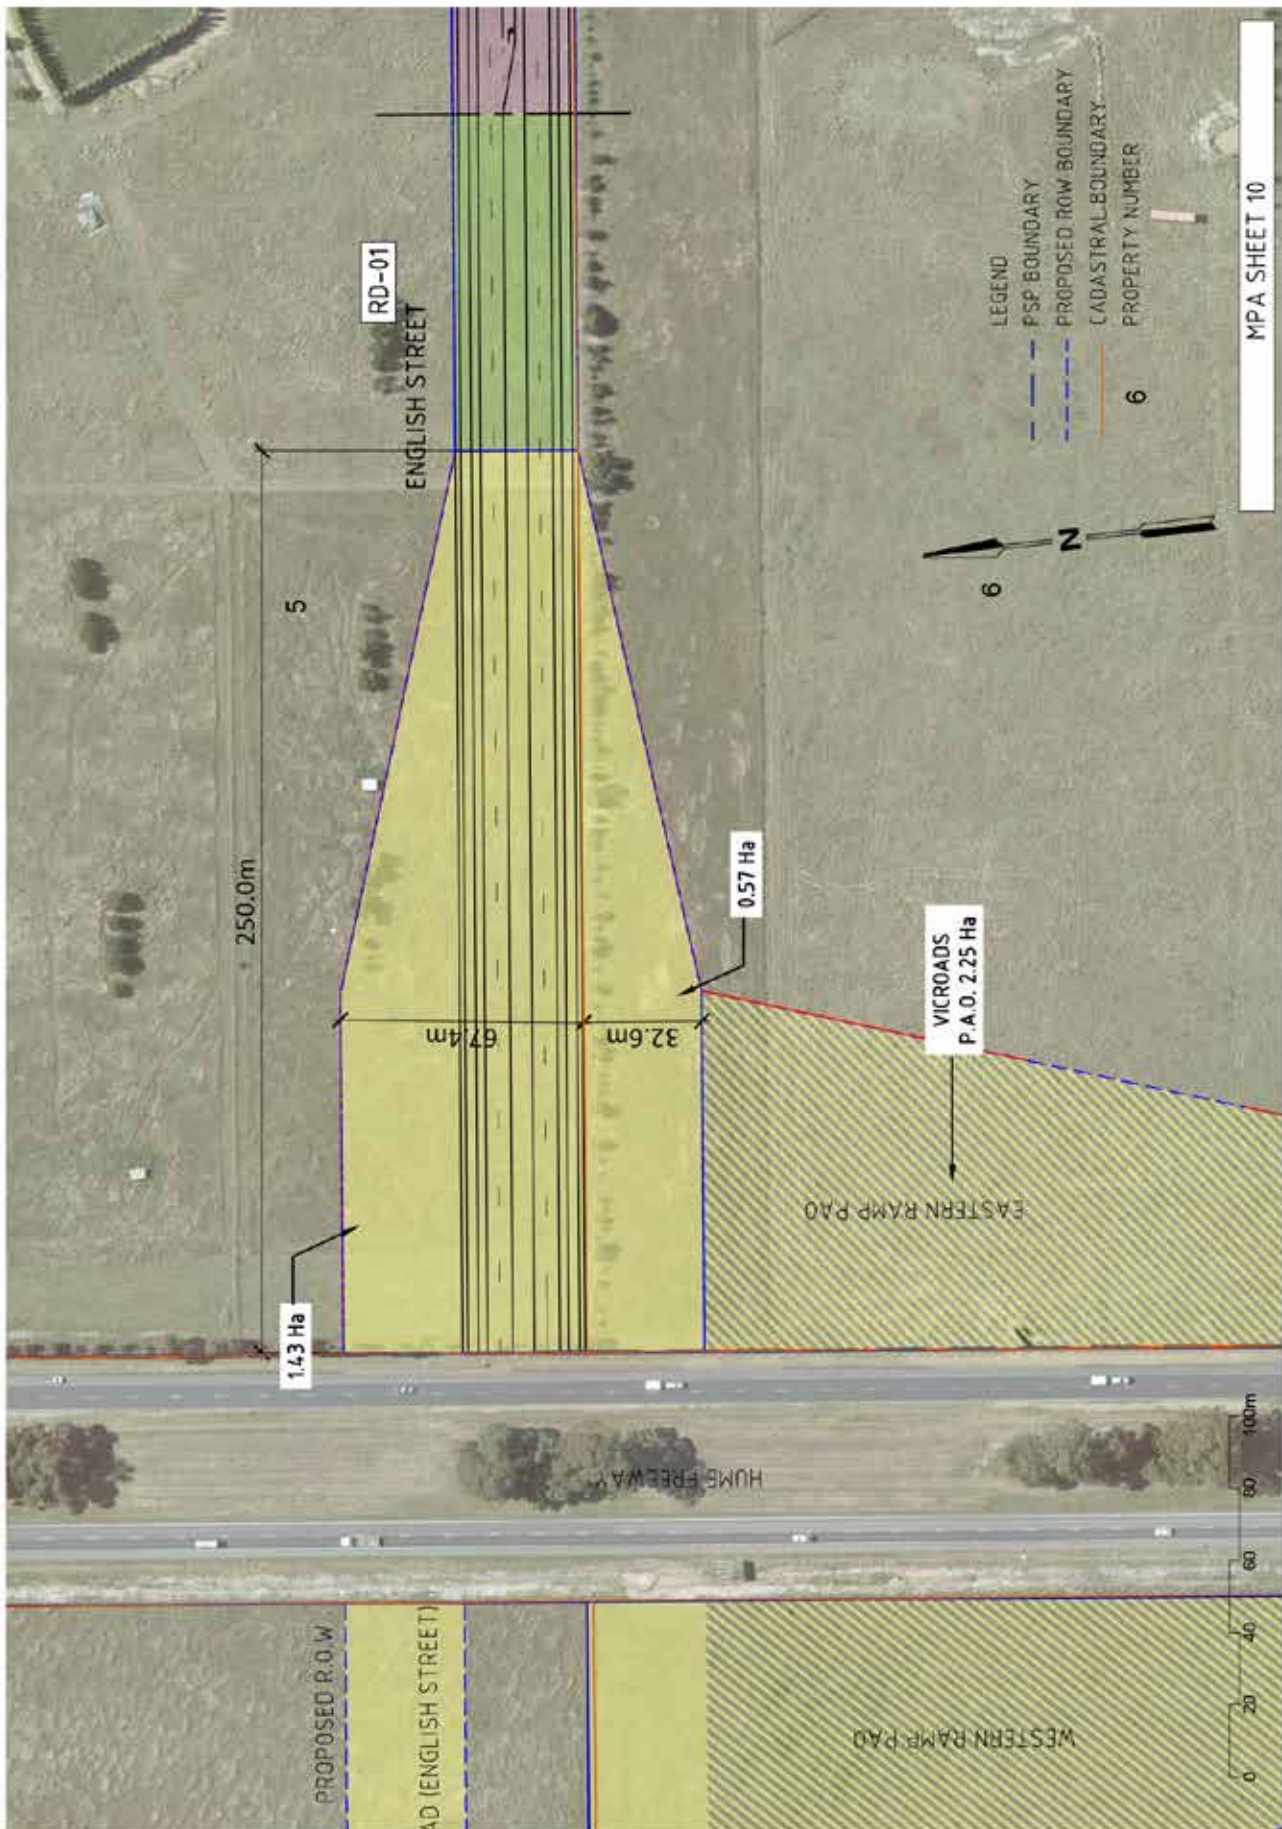 RD-01
ENGLISH STREET
250.0m
5
1.43 Ha
67.4m
32.6m
0.57 Ha
VICROADS
P.A.O. 2.25 Ha
EASTERN RAMP PAO
HUME FREEWAY
PROPOSED R.O.W
AD (ENGLISH STREET)
WESTERN RAMP PAO
0 20 40 60 80 100m
6
N
LEGEND
PSP BOUNDARY
PROPOSED ROW BOUNDARY
CADASTRAL BOUNDARY
6 PROPERTY NUMBER
MPA SHEET 10